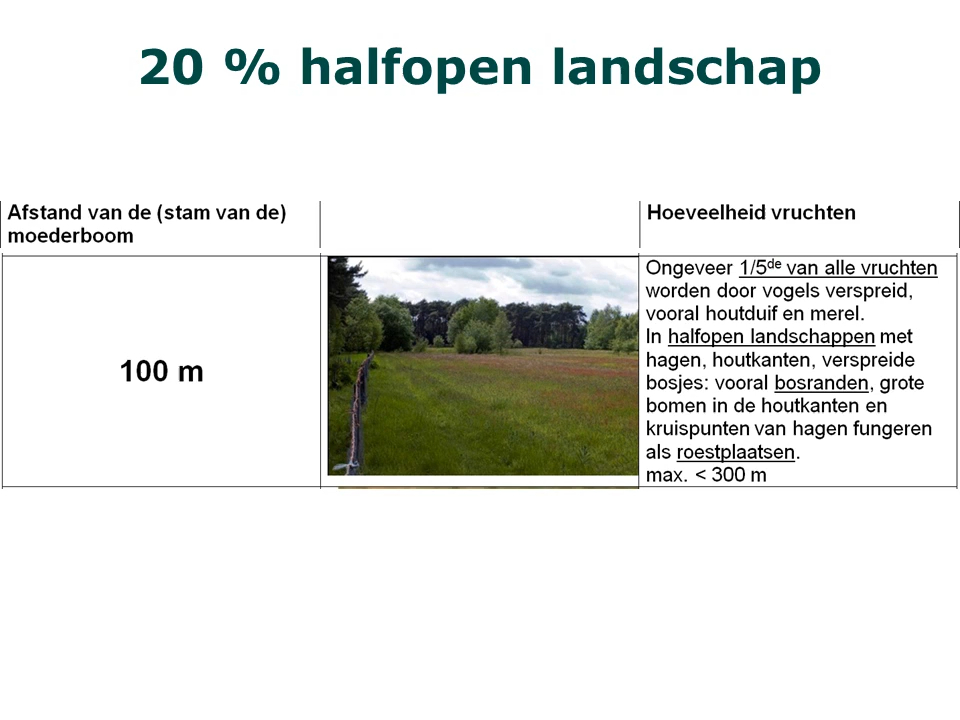 20 % halfopen landschap
Afstand van de (stam van de)
moederboom
Hoeveelheid vruchten
100 m
Ongeveer 1/5de van alle vruchten
worden door vogels verspreid,
vooral houtduif en merel.
In halfopen landschappen met
hagen, houtkanten, verspreide
bosjes: vooral bosranden, grote
bomen in de houtkanten en
kruispunten van hagen fungeren
als roestplaatsen.
max. < 300 m